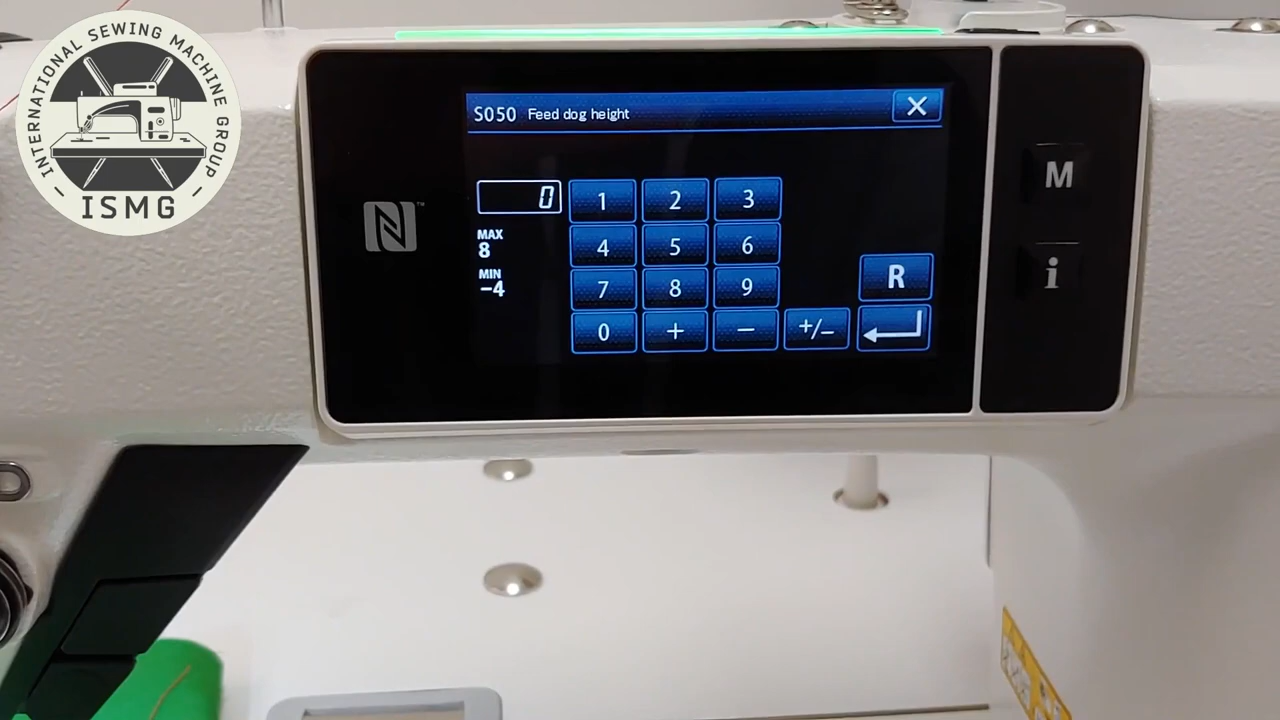 INTERNATIONAL SEWING MACHINE GROUP
ISMG
S050 Feed dog height
0
1 2 3
MAX
8
4 5 6
MIN
-4
7 8 9
R
0 + − +/−
N™
M
i